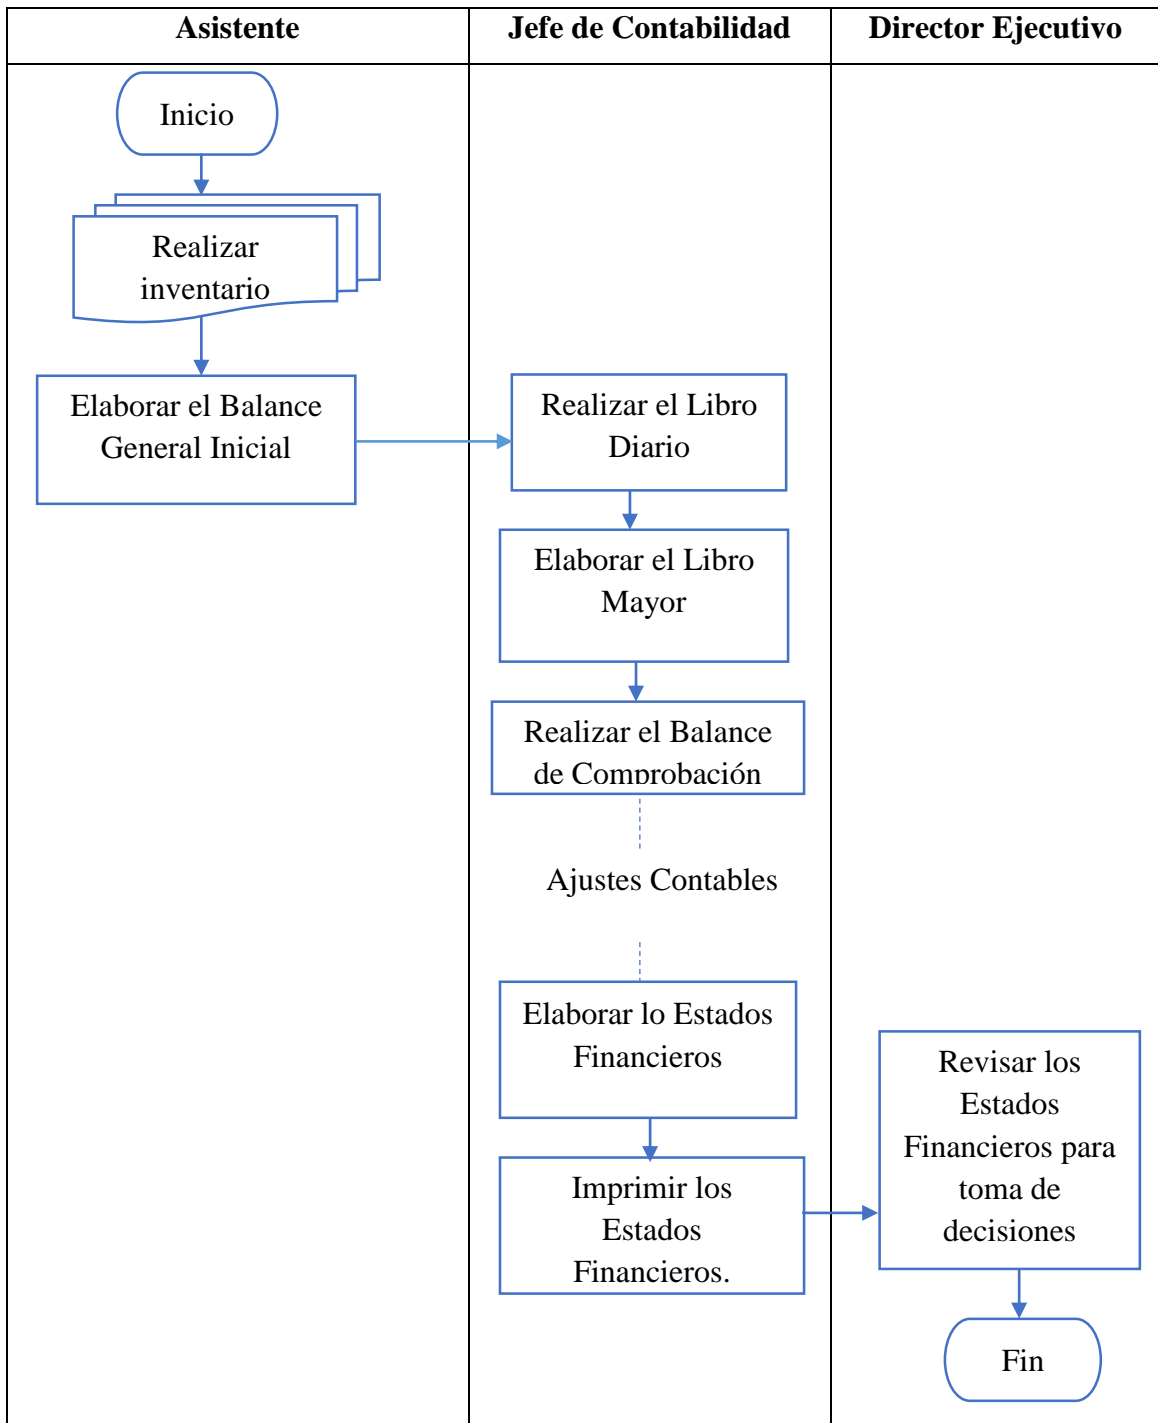 Asistente
Jefe de Contabilidad
Director Ejecutivo
Inicio
Realizar
inventario
Elaborar el Balance
General Inicial
Realizar el Libro
Diario
Elaborar el Libro
Mayor
Realizar el Balance
de Comprobación
Ajustes Contables
Elaborar lo Estados
Financieros
Imprimir los
Estados
Financieros.
Revisar los
Estados
Financieros para
toma de
decisiones
Fin